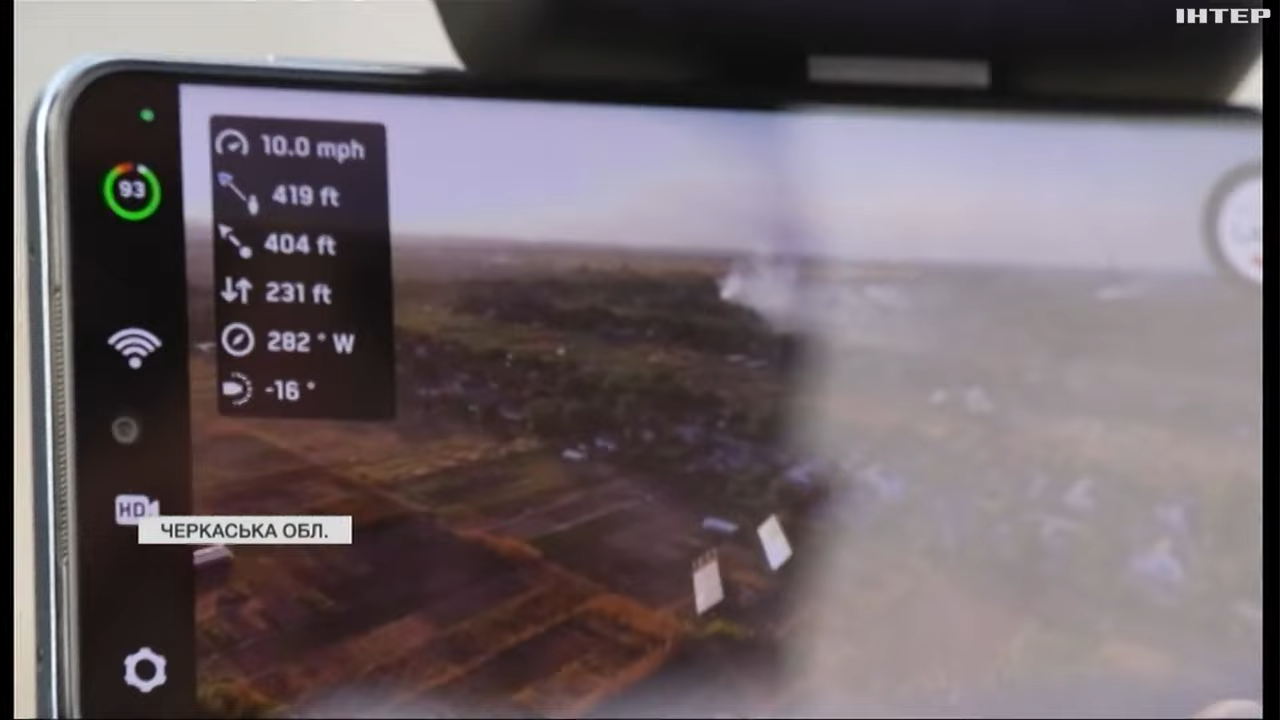 ІНТЕР
10.0 mph
93
419 ft
404 ft
231 ft
282 ° W
-16 °
HD
ЧЕРКАСЬКА ОБЛ.